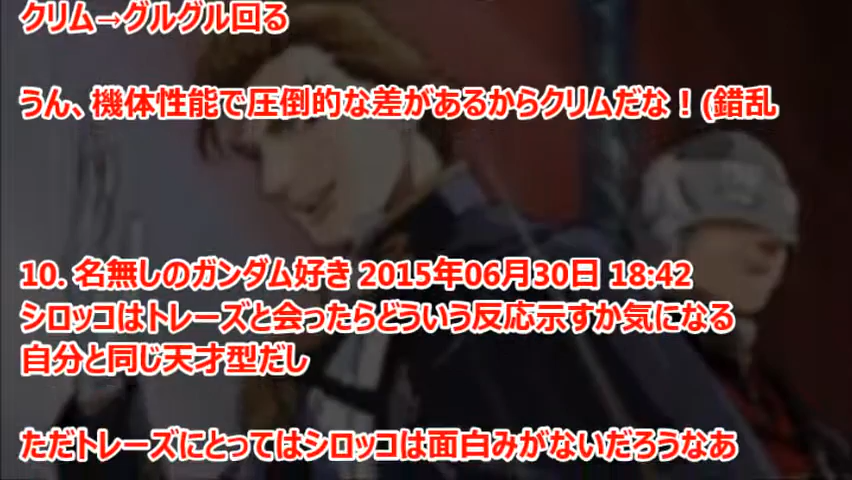 クリム→グルグル回る
うん、機体性能で圧倒的な差があるからクリムだな！(錯乱
10. 名無しのガンダム好き 2015年06月30日 18:42
シロッコはトレーズと会ったらどういう反応示すか気になる
自分と同じ天才型だし
ただトレーズにとってはシロッコは面白みがないだろうなあ